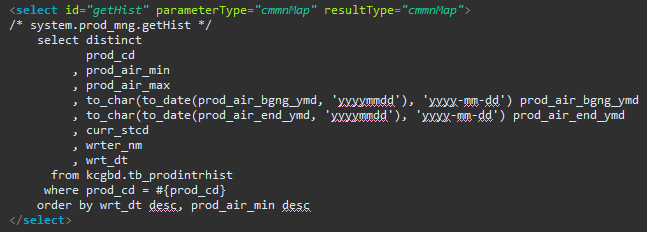 <select id="getHist" parameterType="cmmnMap" resultType="cmmnMap">
/* system.prod_mng.getHist */
select distinct
prod_cd
, prod_air_min
, prod_air_max
, to_char(to_date(prod_air_bgng_ymd, 'yyyymmdd'), 'yyyy-mm-dd') prod_air_bgng_ymd
, to_char(to_date(prod_air_end_ymd, 'yyyymmdd'), 'yyyy-mm-dd') prod_air_end_ymd
, curr_stcd
, wrter_nm
, wrt_dt
from kcgbd.tb_prodintrhist
where prod_cd = #{prod_cd}
order by wrt_dt desc, prod_air_min desc
</select>